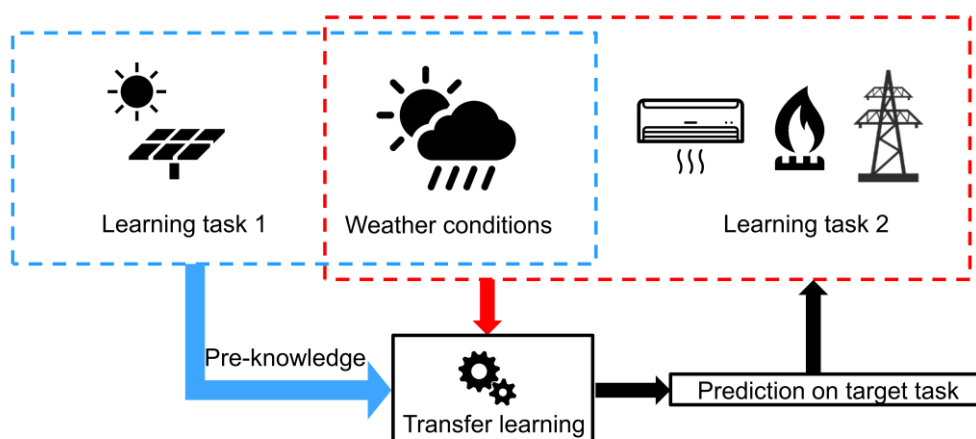 Learning task 1
Weather conditions
Learning task 2
Pre-knowledge
Transfer learning
Prediction on target task